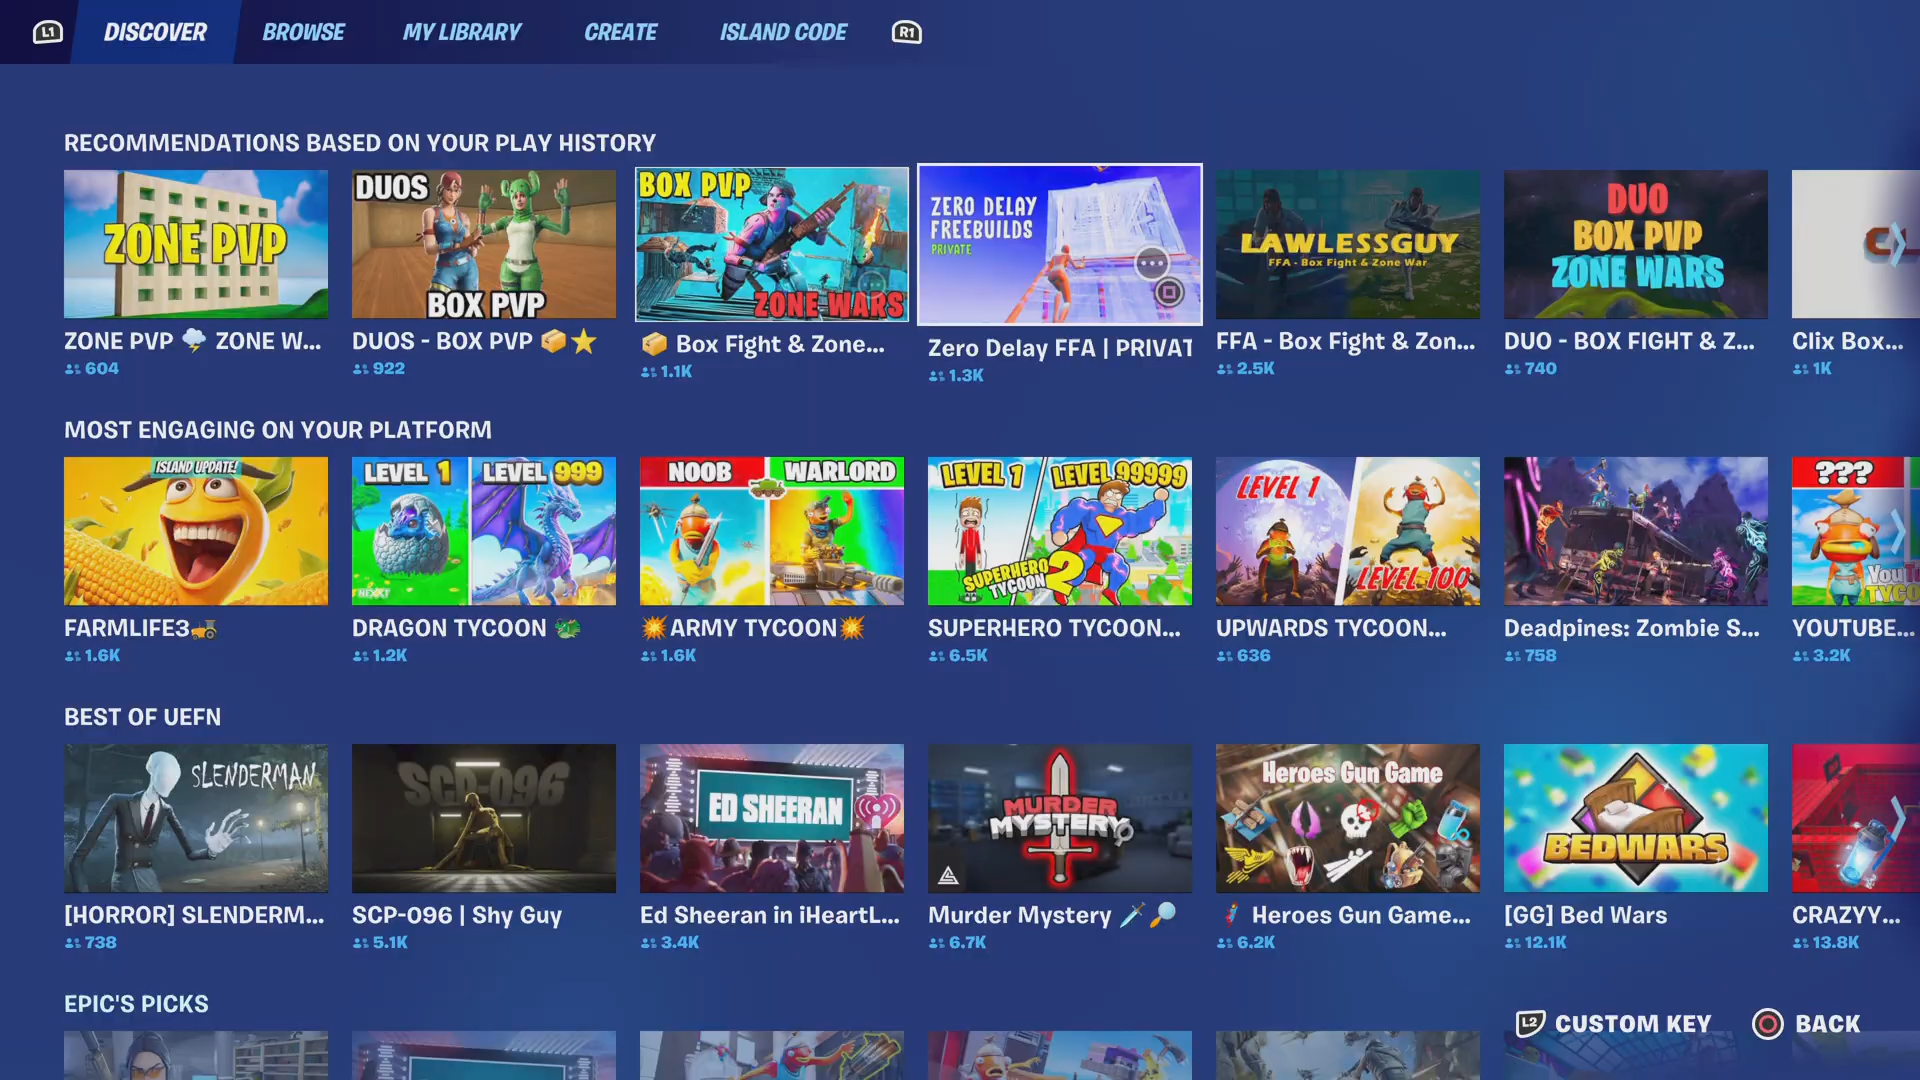 L1 DISCOVER BROWSE MY LIBRARY CREATE ISLAND CODE R1
RECOMMENDATIONS BASED ON YOUR PLAY HISTORY
ZONE PVP
DUOS
BOX PVP
BOX PVP
ZONE WARS
ZERO DELAY
FREEBUILDS
PRIVATE
LAWLESSGUY
FFA - Box Fight & Zone War
DUO
BOX PVP
ZONE WARS
ZONE PVP 🌩️ ZONE W...
DUOS - BOX PVP 📦⭐
📦 Box Fight & Zone...
Zero Delay FFA | PRIVAT
FFA - Box Fight & Zon...
DUO - BOX FIGHT & Z...
Clix Box...
604
922
1.1K
1.3K
2.5K
740
1K
MOST ENGAGING ON YOUR PLATFORM
ISLAND UPDATE!
LEVEL 1 LEVEL 999
NOOB WARLORD
LEVEL 1 LEVEL 99999
SUPERHERO
TYCOON 2
LEVEL 1
LEVEL 100
???
FARMLIFE3🚜
DRAGON TYCOON 🐲
💥ARMY TYCOON💥
SUPERHERO TYCOON...
UPWARDS TYCOON...
Deadpines: Zombie S...
YOUTUBE...
1.6K
1.2K
1.6K
6.5K
636
758
3.2K
BEST OF UEFN
SLENDERMAN
SCP-096
ED SHEERAN
MURDER
MYSTERY
Heroes Gun Game
BEDWARS
[HORROR] SLENDERM...
SCP-096 | Shy Guy
Ed Sheeran in iHeartL...
Murder Mystery 🗡️🔎
Heroes Gun Game...
[GG] Bed Wars
CRAZYY...
738
5.1K
3.4K
6.7K
6.2K
12.1K
13.8K
EPIC'S PICKS
L2 CUSTOM KEY BACK